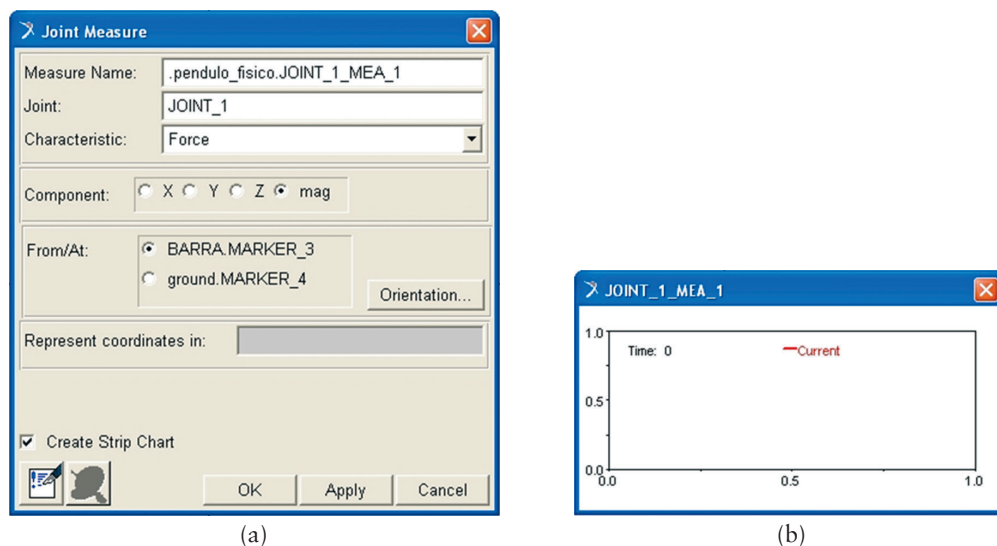 Joint Measure
Measure Name: .pendulo_fisico.JOINT_1_MEA_1
Joint: JOINT_1
Characteristic: Force
Component: X Y Z mag
From/At: BARRA.MARKER_3
ground.MARKER_4
Orientation...
Represent coordinates in:
Create Strip Chart
OK Apply Cancel
(a)
JOINT_1_MEA_1
1.0
Time: 0 Current
0.5
0.0
0.0 0.5 1.0
(b)